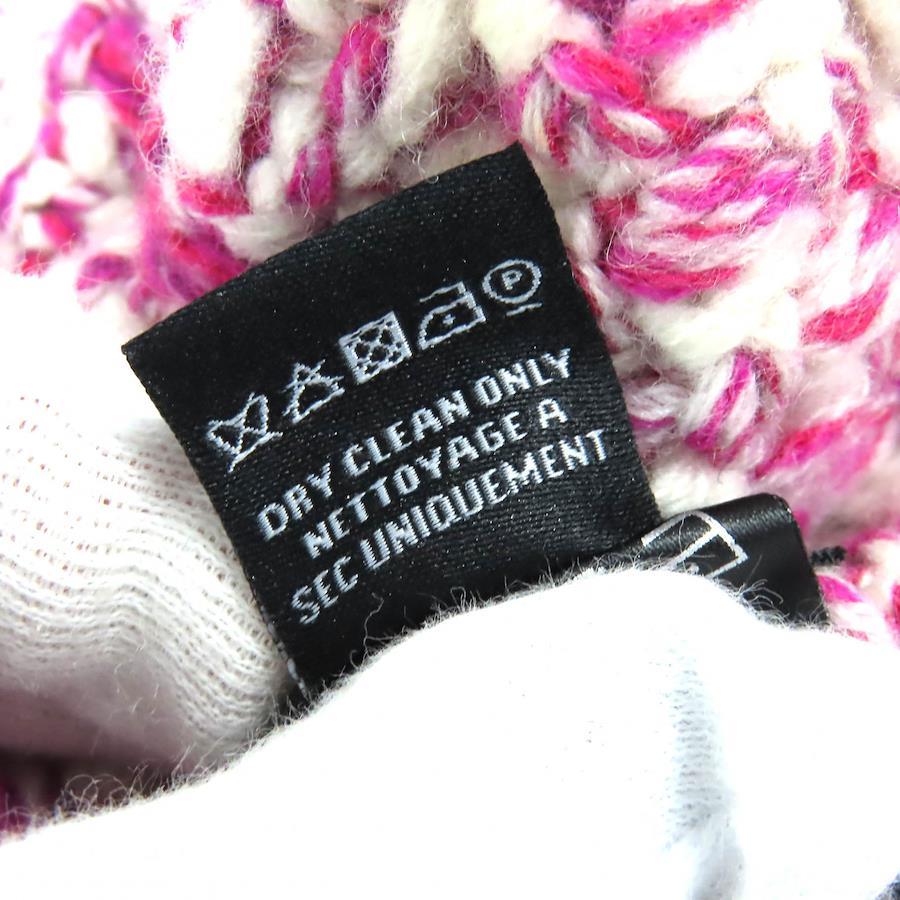 P
DRY CLEAN ONLY
NETTOYAGE A
SEC UNIQUEMENT